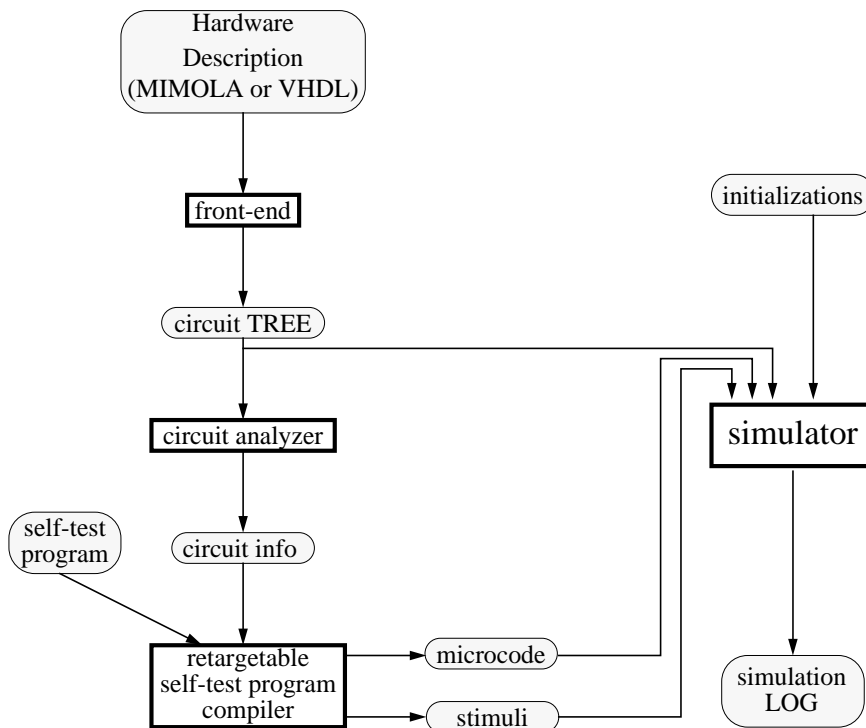 Hardware
Description
(MIMOLA or VHDL)
front-end
initializations
circuit TREE
circuit analyzer
simulator
self-test
program
circuit info
retargetable
self-test program
compiler
microcode
stimuli
simulation
LOG